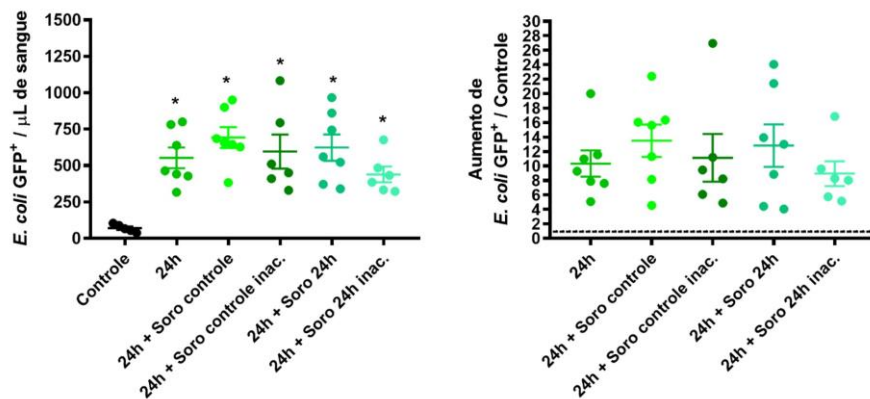 E. coli GFP+ / μL de sangue
1500
1250
1000
750
500
250
0
*
*
*
*
*
Controle
24h
24h + Soro controle
24h + Soro controle inac.
24h + Soro 24h
24h + Soro 24h inac.
Aumento de
E. coli GFP+ / Controle
30
28
26
24
22
20
18
16
14
12
10
8
6
4
2
0
24h
24h + Soro controle
24h + Soro controle inac.
24h + Soro 24h
24h + Soro 24h inac.